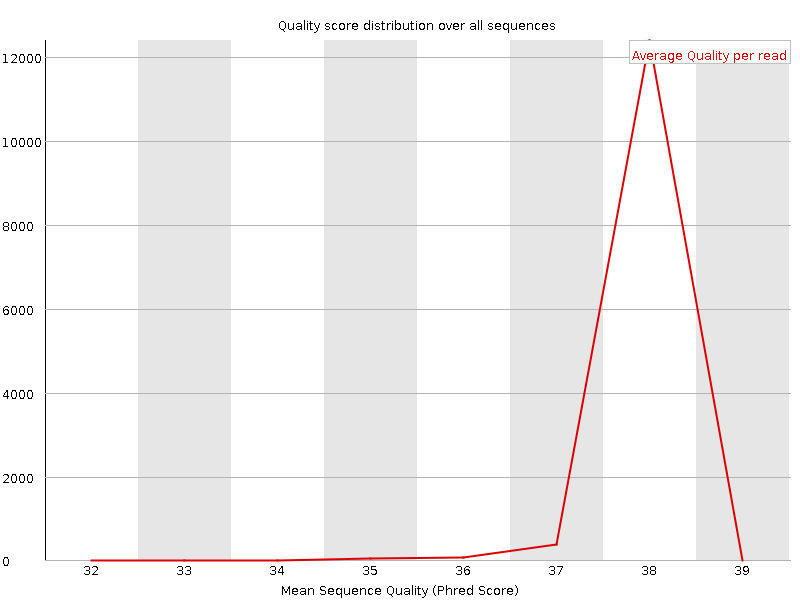 Quality score distribution over all sequences
Average Quality per read
12000
10000
8000
6000
4000
2000
0
32 33 34 35 36 37 38 39
Mean Sequence Quality (Phred Score)